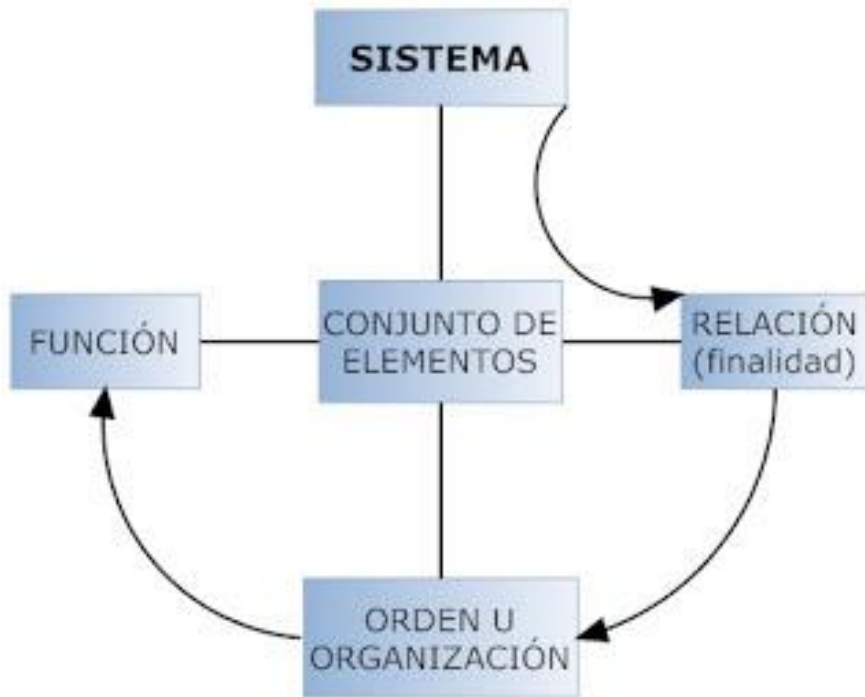 SISTEMA
FUNCIÓN
CONJUNTO DE
ELEMENTOS
RELACIÓN
(finalidad)
ORDEN U
ORGANIZACIÓN